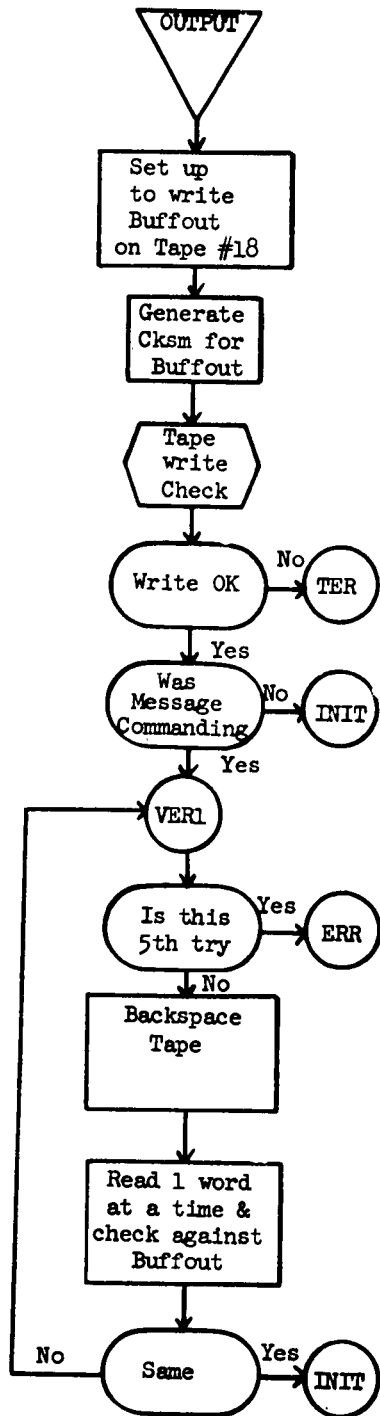 OUTPUT
Set up
to write
Buffout
on Tape #18
Generate
Cksm for
Buffout
Tape
write
Check
Write OK
No
TER
Yes
Was
Message
Commanding
No
INIT
Yes
VER1
Is this
5th try
Yes
ERR
No
Backspace
Tape
Read 1 word
at a time &
check against
Buffout
Same
No
Yes
INIT